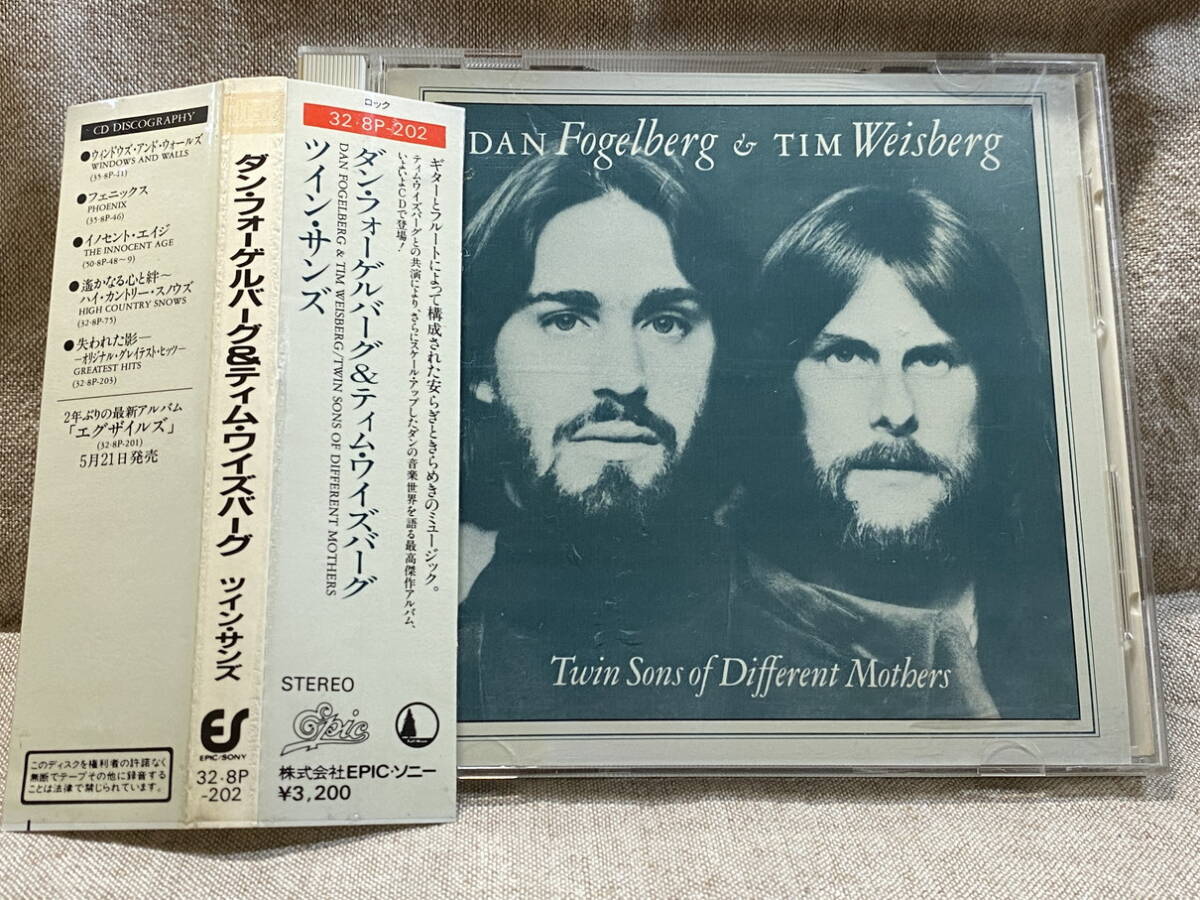 CD DISCOGRAPHY
●ウィンドウズ・アンド・ウォールズ
WINDOWS AND WALLS
(35・8P-11)
●フェニックス
PHOENIX
(35・8P-46)
●イノセント・エイジ
THE INNOCENT AGE
(50・8P-48〜9)
●遙かなる心と絆〜
ハイ・カントリー・スノウズ
HIGH COUNTRY SNOWS
(32・8P-75)
●失われた影—
—オリジナル・グレイテスト・ヒッツ—
GREATEST HITS
(32・8P-203)
2年ぶりの最新アルバム
「エグザイルズ」
(32・8P-201)
5月21日発売
このディスクを権利者の許諾なく
無断でテープその他に録音する
ことは法律で禁じられています。
ダン・フォーゲルバーグ&ティム・ワイズバーグ ツイン・サンズ
ES
EPIC/SONY
32・8P
-202
ロック
32・8P-202
ギターとフルートによって構成された安らぎときらめきのミュージック。
ティム・ワイズバーグとの共演により、さらにスケール・アップしたダンの音楽世界を語る最高傑作アルバム、
いよいよCDで登場!
ダン・フォーゲルバーグ&ティム・ワイズバーグ
DAN FOGELBERG & TIM WEISBERG/TWIN SONS OF DIFFERENT MOTHERS
ツイン・サンズ
STEREO
Epic
株式会社EPIC・ソニー
¥3,200
DAN Fogelberg & TIM Weisberg
Twin Sons of Different Mothers